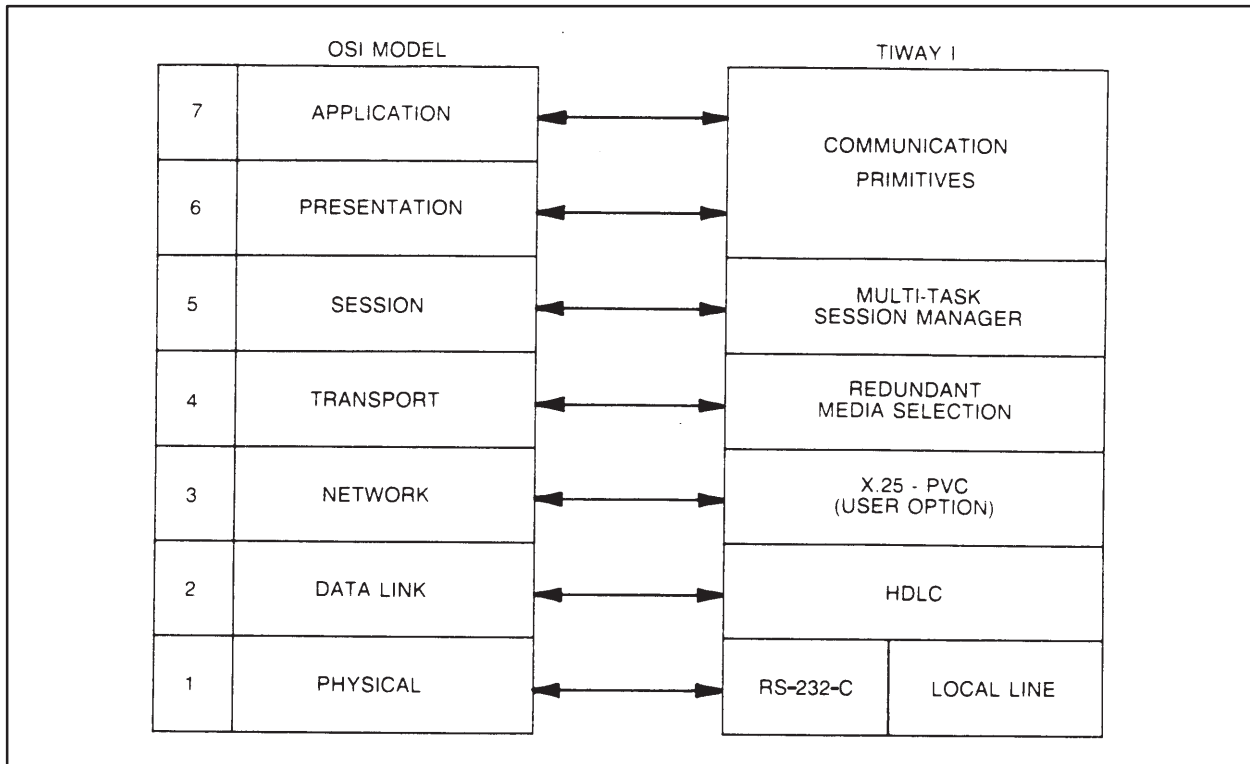 OSI MODEL
TIWAY I
7
APPLICATION
COMMUNICATION
PRIMITIVES
6
PRESENTATION
5
SESSION
MULTI-TASK
SESSION MANAGER
4
TRANSPORT
REDUNDANT
MEDIA SELECTION
3
NETWORK
X.25 - PVC
(USER OPTION)
2
DATA LINK
HDLC
1
PHYSICAL
RS-232-C
LOCAL LINE